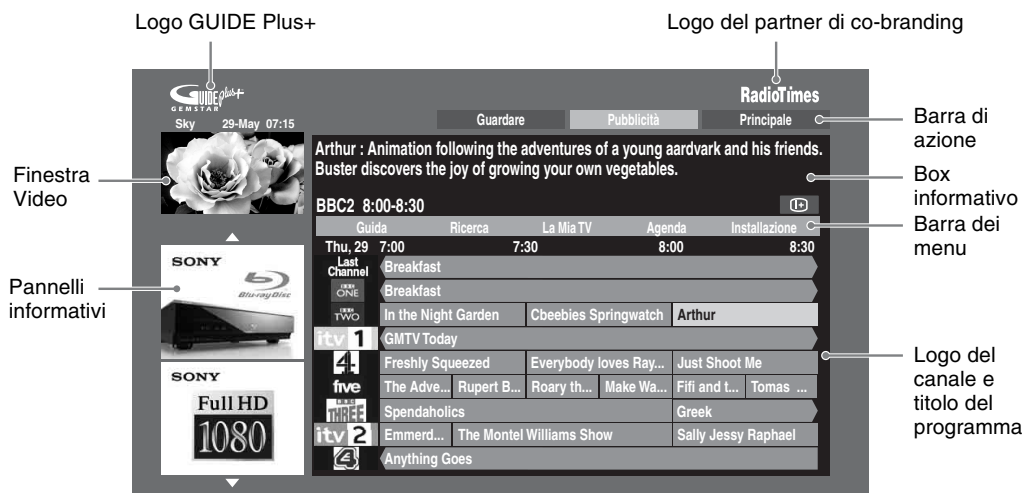 Logo GUIDE Plus+
Logo del partner di co-branding
GUIDE plus+
GEMSTAR
RadioTimes
Sky 29-May 07:15
Guardare Pubblicità Principale
Barra di
azione
Arthur : Animation following the adventures of a young aardvark and his friends.
Buster discovers the joy of growing your own vegetables.
Finestra
Video
Box
informativo
BBC2 8:00-8:30
Guida Ricerca La Mia TV Agenda Installazione
Barra dei
menu
Thu, 29 7:00 7:30 8:00 8:30
Last
Channel
Breakfast
BBC
ONE
Breakfast
BBC
TWO
In the Night Garden Cbeebies Springwatch Arthur
itv 1 GMTV Today
4 Freshly Squeezed Everybody loves Ray... Just Shoot Me
five The Adve... Rupert B... Roary th... Make Wa... Fifi and t... Tomas ...
BBC
THREE
Spendaholics Greek
itv 2 Emmerd... The Montel Williams Show Sally Jessy Raphael
4 Anything Goes
Pannelli
informativi
SONY
Blu-ray Disc
SONY
Full HD
1080
Logo del
canale e
titolo del
programma